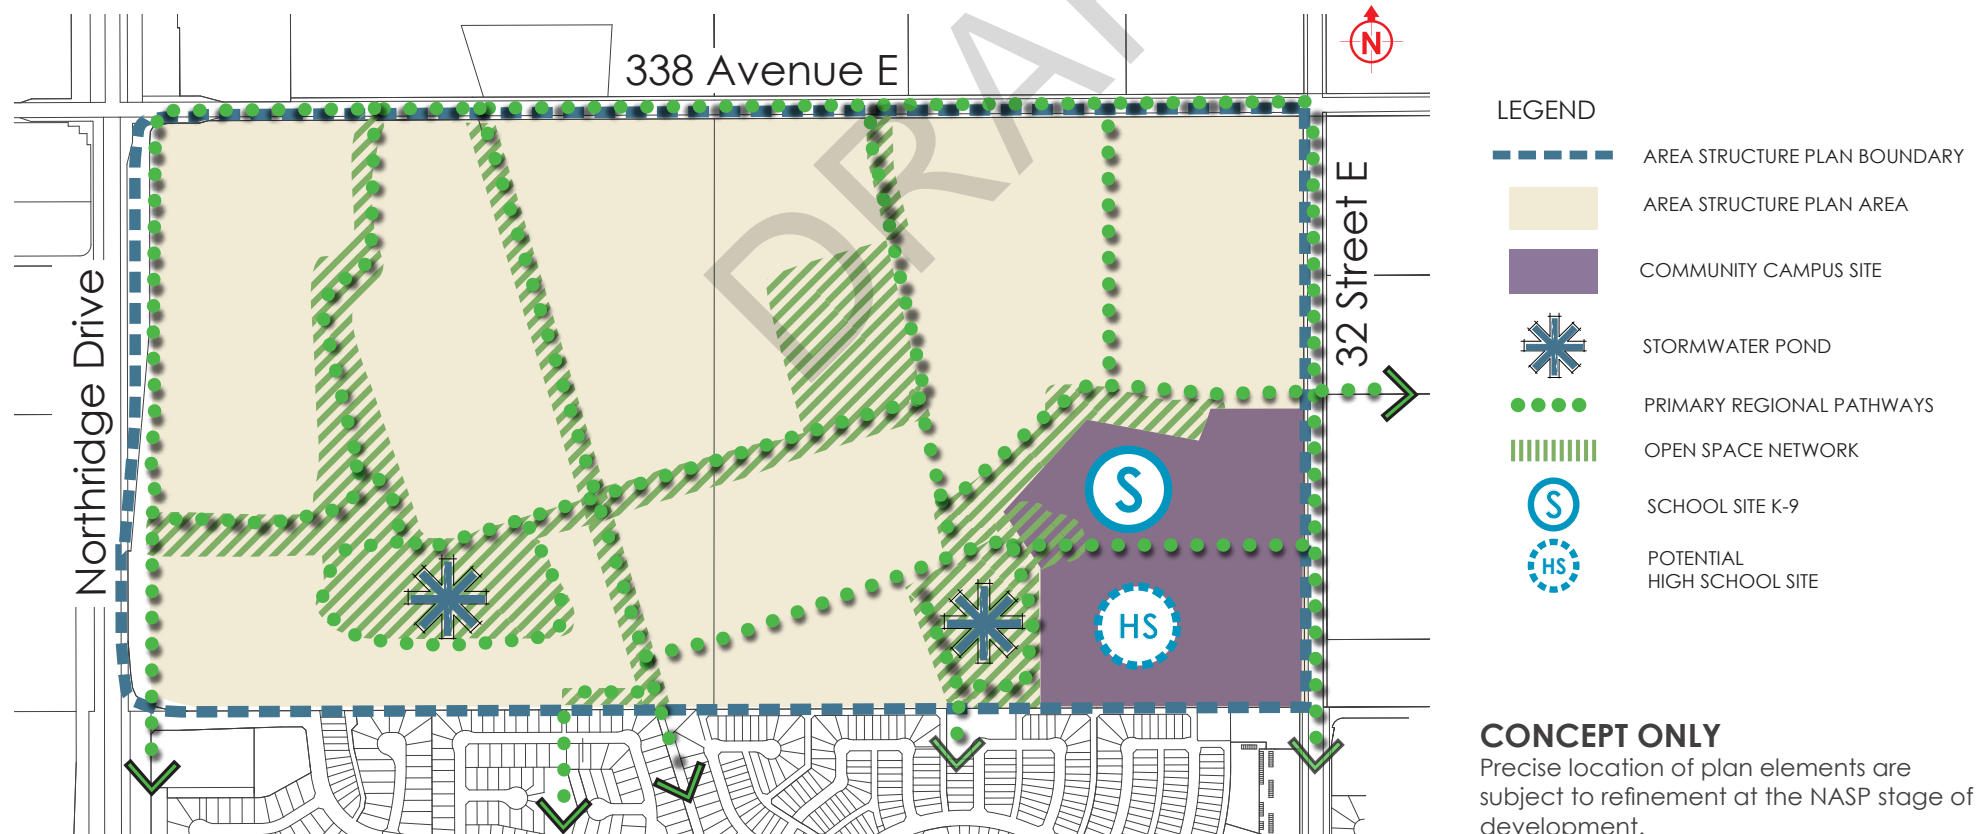 338 Avenue E
N
DRA
Northridge Drive
32 Street E
S
HS
LEGEND
AREA STRUCTURE PLAN BOUNDARY
AREA STRUCTURE PLAN AREA
COMMUNITY CAMPUS SITE
STORMWATER POND
PRIMARY REGIONAL PATHWAYS
OPEN SPACE NETWORK
S
SCHOOL SITE K-9
HS
POTENTIAL
HIGH SCHOOL SITE
CONCEPT ONLY
Precise location of plan elements are
subject to refinement at the NASP stage of
development.